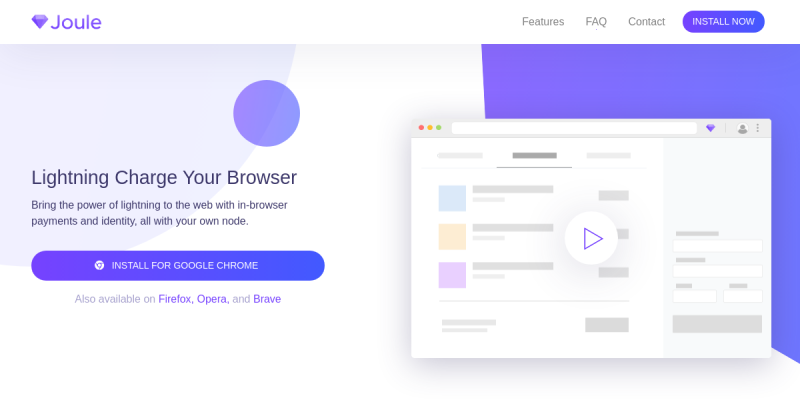 Joule
Features FAQ Contact INSTALL NOW
Lightning Charge Your Browser
Bring the power of lightning to the web with in-browser
payments and identity, all with your own node.
INSTALL FOR GOOGLE CHROME
Also available on Firefox, Opera, and Brave